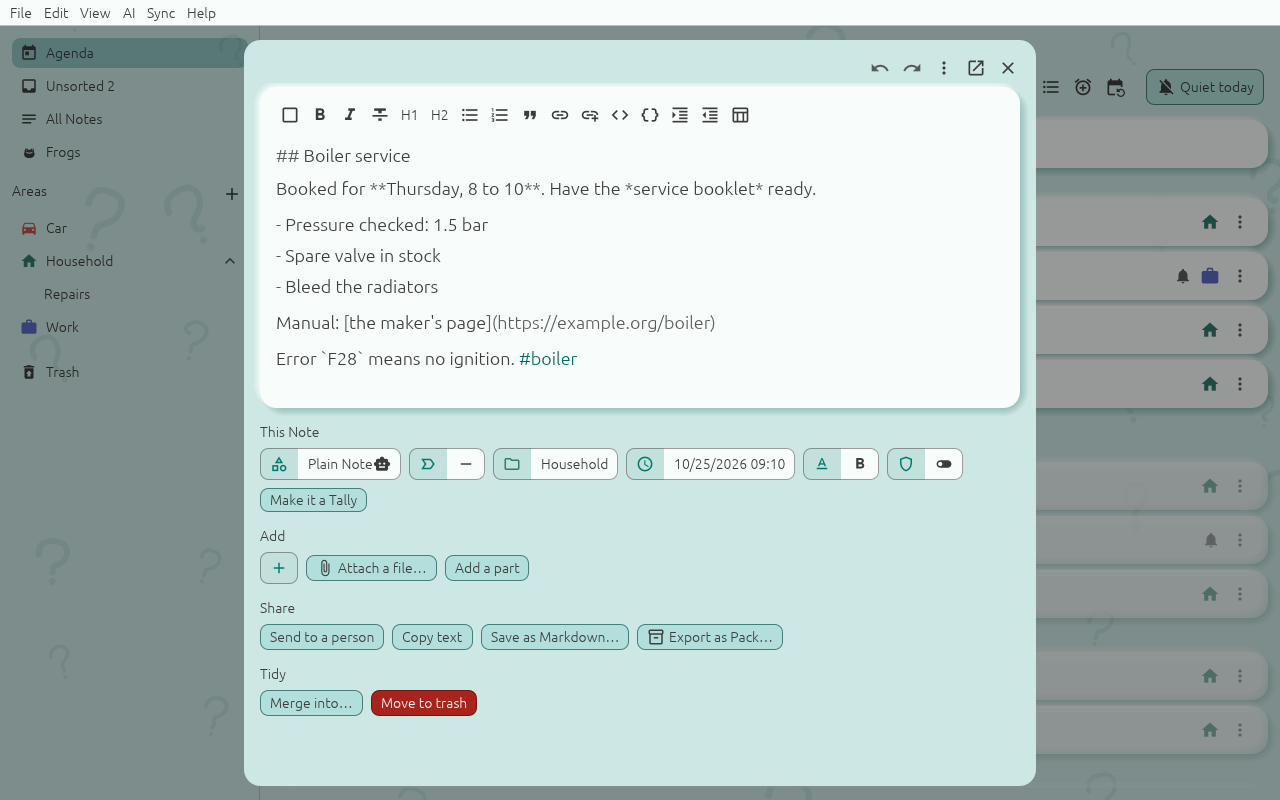 File Edit View AI Sync Help
Agenda
Unsorted 2
All Notes
Frogs
Areas
Car
Household
Repairs
Work
Trash
Quiet today
H1 H2
## Boiler service
Booked for **Thursday, 8 to 10**. Have the *service booklet* ready.
- Pressure checked: 1.5 bar
- Spare valve in stock
- Bleed the radiators
Manual: [the maker's page](https://example.org/boiler)
Error `F28` means no ignition. #boiler
This Note
Plain Note
Household
10/25/2026 09:10
Make it a Tally
Add
Attach a file…
Add a part
Share
Send to a person
Copy text
Save as Markdown…
Export as Pack…
Tidy
Merge into…
Move to trash